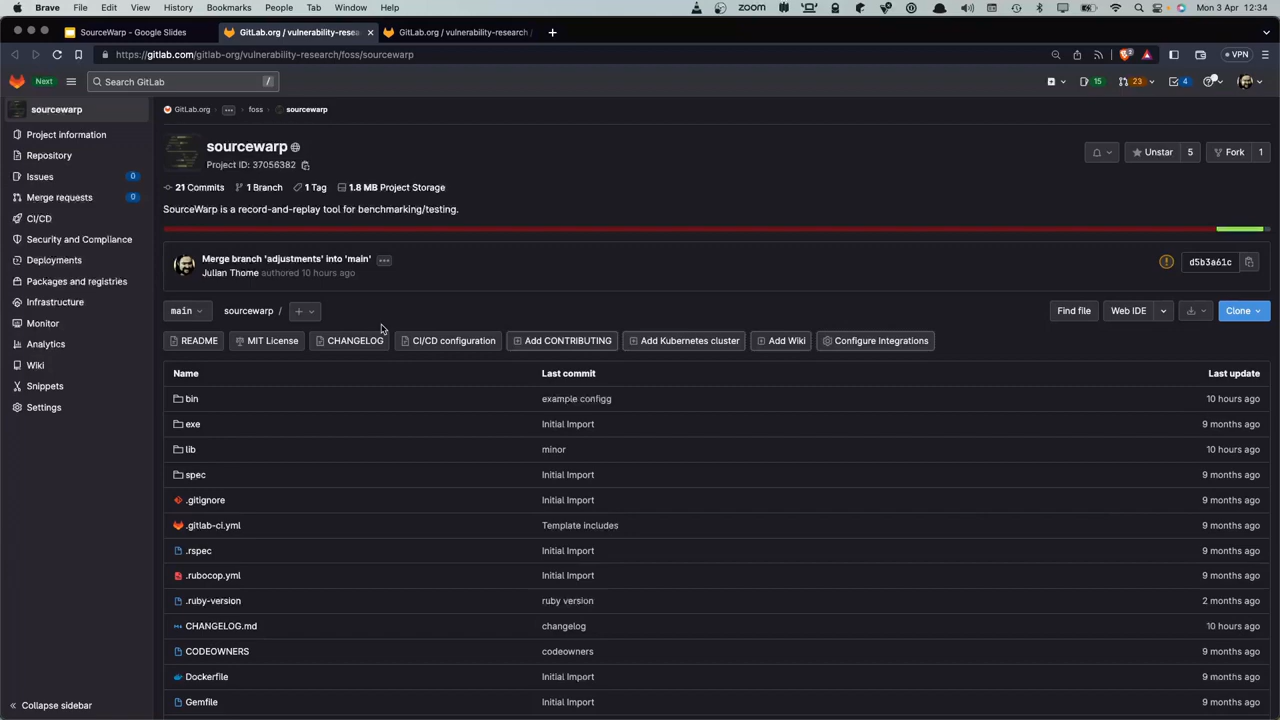 Brave File Edit View History Bookmarks People Tab Window Help zoom Mon 3 Apr 12:34
SourceWarp - Google Slides GitLab.org / vulnerability-resea GitLab.org / vulnerability-research /
https://gitlab.com/gitlab-org/vulnerability-research/foss/sourcewarp VPN
Next Search GitLab / 15 23 4
sourcewarp
GitLab.org ... foss sourcewarp
Project information
Repository
Issues 0
Merge requests 0
CI/CD
Security and Compliance
Deployments
Packages and registries
Infrastructure
Monitor
Analytics
Wiki
Snippets
Settings
Collapse sidebar
sourcewarp
Project ID: 37056382
Unstar 5 Fork 1
21 Commits 1 Branch 1 Tag 1.8 MB Project Storage
SourceWarp is a record-and-replay tool for benchmarking/testing.
Merge branch 'adjustments' into 'main' ...
Julian Thome authored 10 hours ago
d5b3a61c
main sourcewarp / + Find file Web IDE Clone
README MIT License CHANGELOG CI/CD configuration Add CONTRIBUTING Add Kubernetes cluster Add Wiki Configure Integrations
Name Last commit Last update
bin example configg 10 hours ago
exe Initial Import 9 months ago
lib minor 10 hours ago
spec Initial Import 9 months ago
.gitignore Initial Import 9 months ago
.gitlab-ci.yml Template includes 9 months ago
.rspec Initial Import 9 months ago
.rubocop.yml Initial Import 9 months ago
.ruby-version ruby version 2 months ago
CHANGELOG.md changelog 10 hours ago
CODEOWNERS codeowners 9 months ago
Dockerfile Initial Import 9 months ago
Gemfile Initial Import 9 months ago